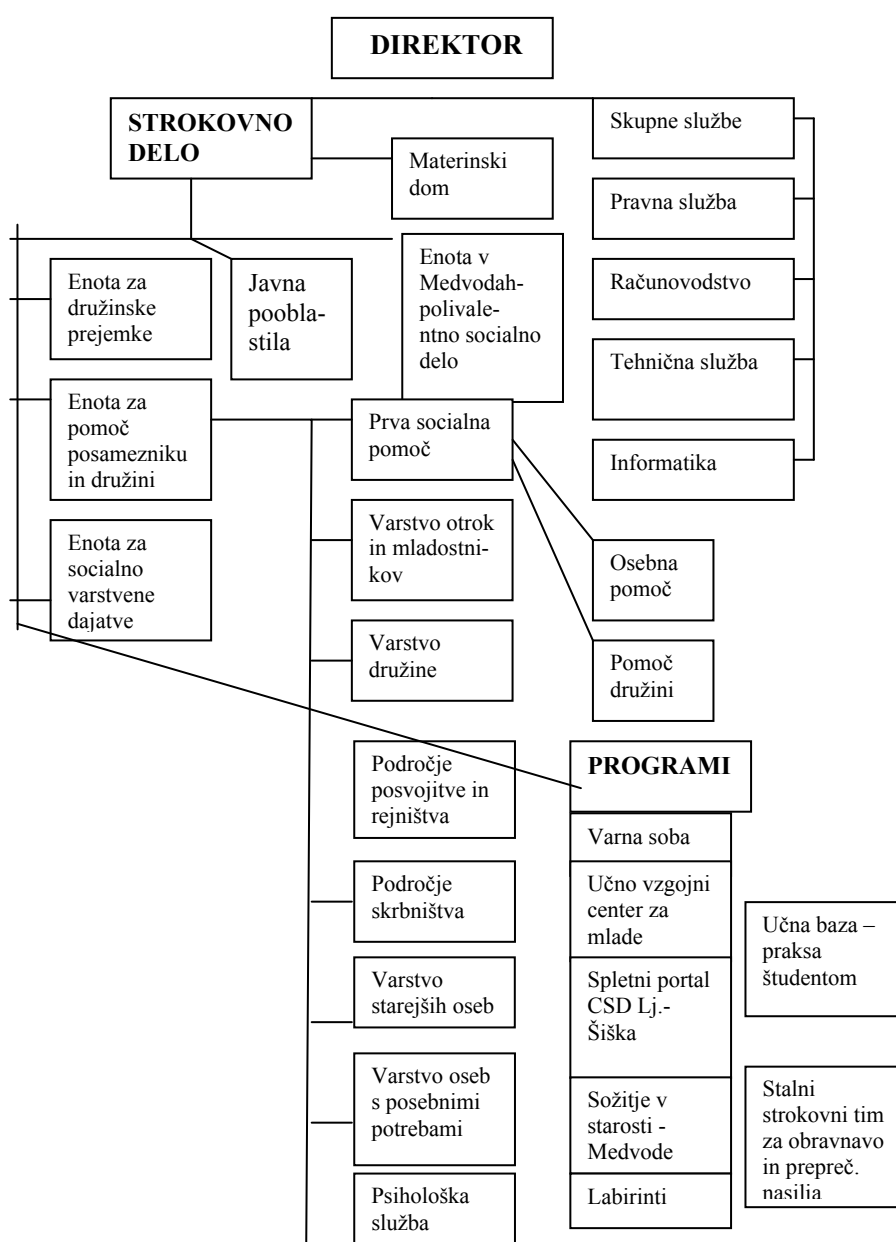 DIREKTOR
STROKOVNO
DELO
Materinski
dom
Skupne službe
Pravna služba
Računovodstvo
Tehnična služba
Informatika
Enota za
družinske
prejemke
Javna
poobla-
stila
Enota v
Medvodah-
polivale-
ntno socialno
delo
Enota za
pomoč
posamezniku
in družini
Prva socialna
pomoč
Enota za
socialno
varstvene
dajatve
Varstvo otrok
in mladostni-
kov
Osebna
pomoč
Varstvo
družine
Pomoč
družini
Področje
posvojitve in
rejništva
Področje
skrbništva
Varstvo
starejših oseb
Varstvo oseb
s posebnimi
potrebami
Psihološka
služba
PROGRAMI
Varna soba
Učno vzgojni
center za
mlade
Spletni portal
CSD Lj.-
Šiška
Sožitje v
starosti -
Medvode
Labirinti
Učna baza –
praksa
študentom
Stalni
strokovni tim
za obravnavo
in prepreč.
nasilja